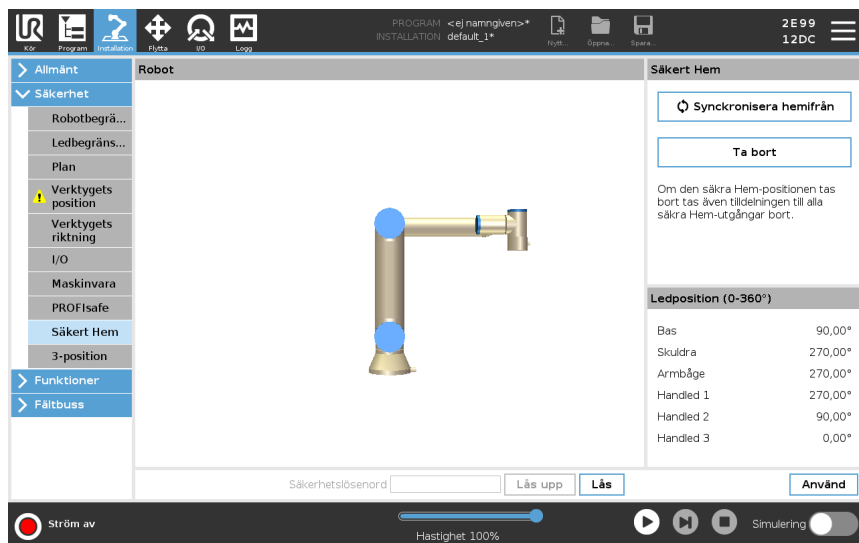 UR
Kör
Program
Installation
Flytta
I/O
Logg
PROGRAM <ej namngiven>*
INSTALLATION default_1*
Nytt...
Öppna...
Spara...
2E99
12DC
Allmänt
Säkerhet
Robotbegrä...
Ledbegräns...
Plan
Verktygets
position
Verktygets
riktning
I/O
Maskinvara
PROFIsafe
Säkert Hem
3-position
Funktioner
Fältbuss
Robot
Säkert Hem
Synckronisera hemifrån
Ta bort
Om den säkra Hem-positionen tas
bort tas även tilldelningen till alla
säkra Hem-utgångar bort.
Ledposition (0-360°)
Bas 90,00°
Skuldra 270,00°
Armbåge 270,00°
Handled 1 270,00°
Handled 2 90,00°
Handled 3 0,00°
Säkerhetslösenord
Lås upp
Lås
Använd
Ström av
Hastighet 100%
Simulering